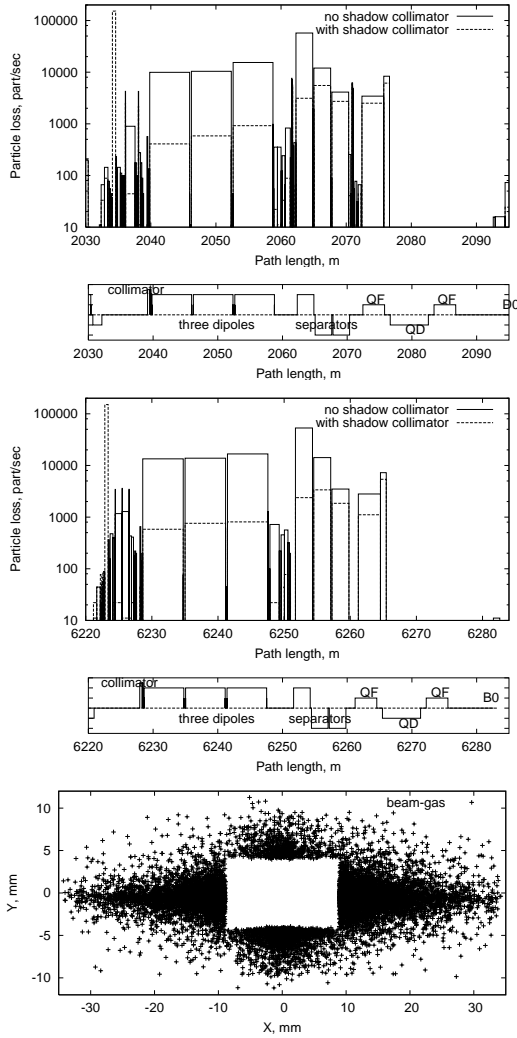 Particle loss, part/sec
100000
10000
1000
100
10
no shadow collimator
with shadow collimator
2030 2040 2050 2060 2070 2080 2090
Path length, m
collimator
three dipoles
separators
QF
QD
QF
D0
2030 2040 2050 2060 2070 2080 2090
Path length, m
Particle loss, part/sec
100000
10000
1000
100
10
no shadow collimator
with shadow collimator
6220 6230 6240 6250 6260 6270 6280
Path length, m
collimator
three dipoles
separators
QF
QD
QF
B0
6220 6230 6240 6250 6260 6270 6280
Path length, m
beam-gas
Y, mm
10
5
0
-5
-10
-30 -20 -10 0 10 20 30
X, mm